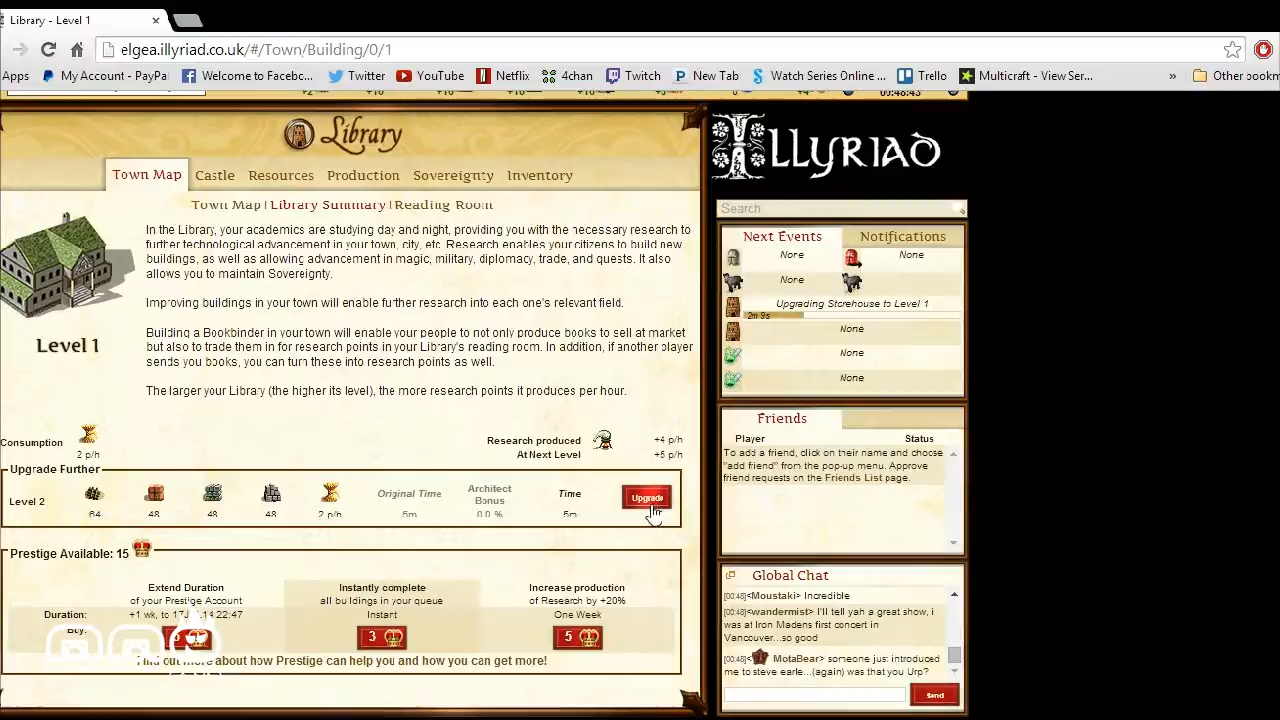 Library - Level 1
elgea.illyriad.co.uk/#/Town/Building/0/1
Apps My Account - PayPal Welcome to Facebc... Twitter YouTube Netflix 4chan Twitch New Tab Watch Series Online ... Trello Multicraft - View Ser... » Other bookm
00:48:43
Library
ILLYRIAD
Town Map Castle Resources Production Sovereignty Inventory
Town Map | Library Summary | Reading Room
In the Library, your academics are studying day and night, providing you with the necessary research to
further technological advancement in your town, city, etc. Research enables your citizens to build new
buildings, as well as allowing advancement in magic, military, diplomacy, trade, and quests. It also
allows you to maintain Sovereignty.
Improving buildings in your town will enable further research into each one's relevant field.
Building a Bookbinder in your town will enable your people to not only produce books to sell at market
but also to trade them in for research points in your Library's reading room. In addition, if another player
sends you books, you can turn these into research points as well.
The larger your Library (the higher its level), the more research points it produces per hour.
Level 1
Consumption
2 p/h
Research produced +4 p/h
At Next Level +6 p/h
Upgrade Further
Original Time Architect Bonus Time
Level 2 64 48 48 48 2 p/h 5m 0.0 % 5m Upgrade
Prestige Available: 15
Extend Duration Instantly complete Increase production
of your Prestige Account all buildings in your queue of Research by +20%
Duration: Instant One Week
Buy: 3 5
Find out more about how Prestige can help you and how you can get more!
Search
Next Events Notifications
None None
None
Upgrading Storehouse to Level 1
2m 9s
None
None
None
Friends
Player Status
To add a friend, click on their name and choose
"add friend" from the pop-up menu. Approve
friend requests on the Friends List page.
Global Chat
[00:48]<Moustaki> Incredible
[00:48]<wandermist> I'll tell yah a great show, i
was at Iron Madens first concert in
Vancouver...so good
[00:48]< MotaBear> someone just introduced
me to steve earle...(again) was that you Urp?
Send